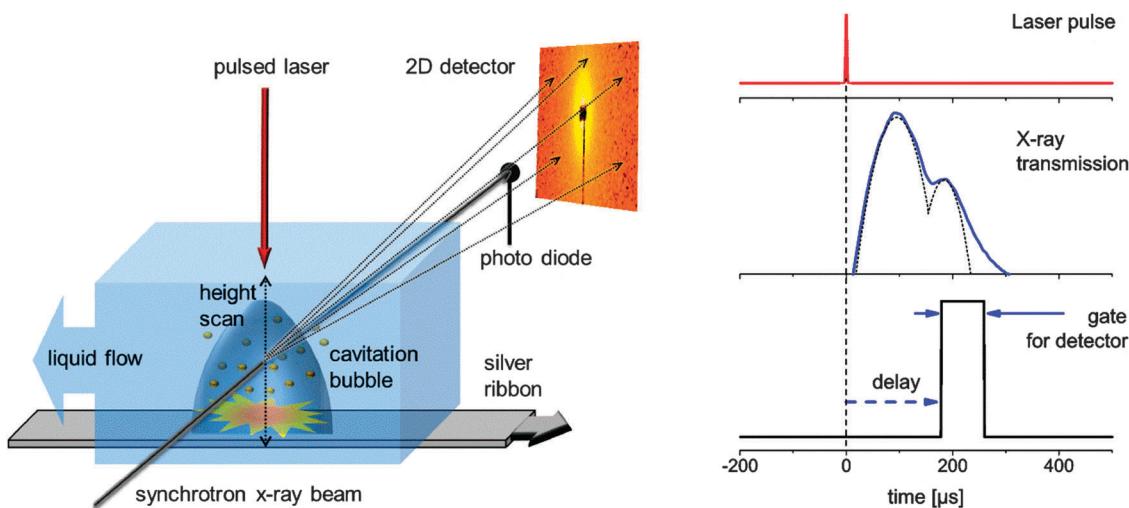 pulsed laser
2D detector
photo diode
height
scan
liquid flow
cavitation
bubble
silver
ribbon
synchrotron x-ray beam
Laser pulse
X-ray
transmission
gate
for detector
delay
-200 0 200 400
time [µs]